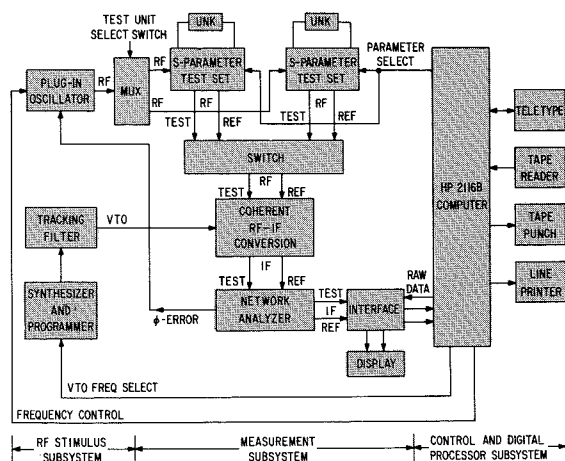 TEST UNIT
SELECT SWITCH
UNK
UNK
PLUG-IN
OSCILLATOR
RF
MUX
RF
S-PARAMETER
TEST SET
RF
S-PARAMETER
TEST SET
PARAMETER
SELECT
RF
RF
RF
TEST
REF
TEST
REF
SWITCH
TEST
RF
REF
TRACKING
FILTER
VTO
COHERENT
RF-IF
CONVERSION
TEST
IF
REF
SYNTHESIZER
AND
PROGRAMMER
φ-ERROR
NETWORK
ANALYZER
TEST
IF
REF
INTERFACE
RAW
DATA
DISPLAY
HP 2116B
COMPUTER
TELETYPE
TAPE
READER
TAPE
PUNCH
LINE
PRINTER
VTO FREQ SELECT
FREQUENCY CONTROL
RF STIMULUS
SUBSYSTEM
MEASUREMENT
SUBSYSTEM
CONTROL AND DIGITAL
PROCESSOR SUBSYSTEM